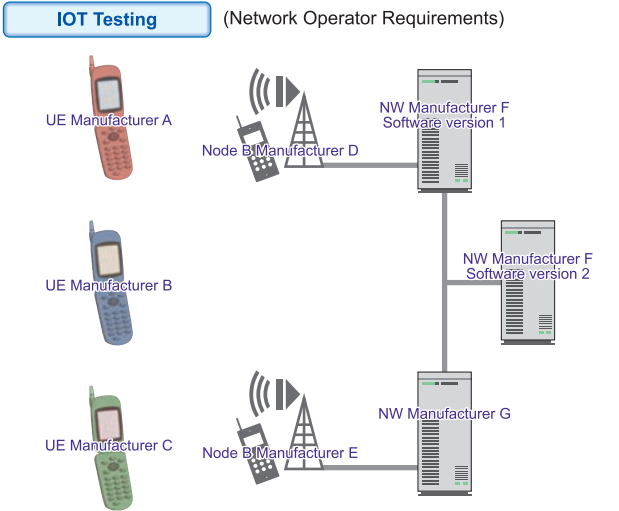 IOT Testing
(Network Operator Requirements)
UE Manufacturer A
Node B Manufacturer D
NW Manufacturer F
Software version 1
UE Manufacturer B
NW Manufacturer F
Software version 2
UE Manufacturer C
Node B Manufacturer E
NW Manufacturer G